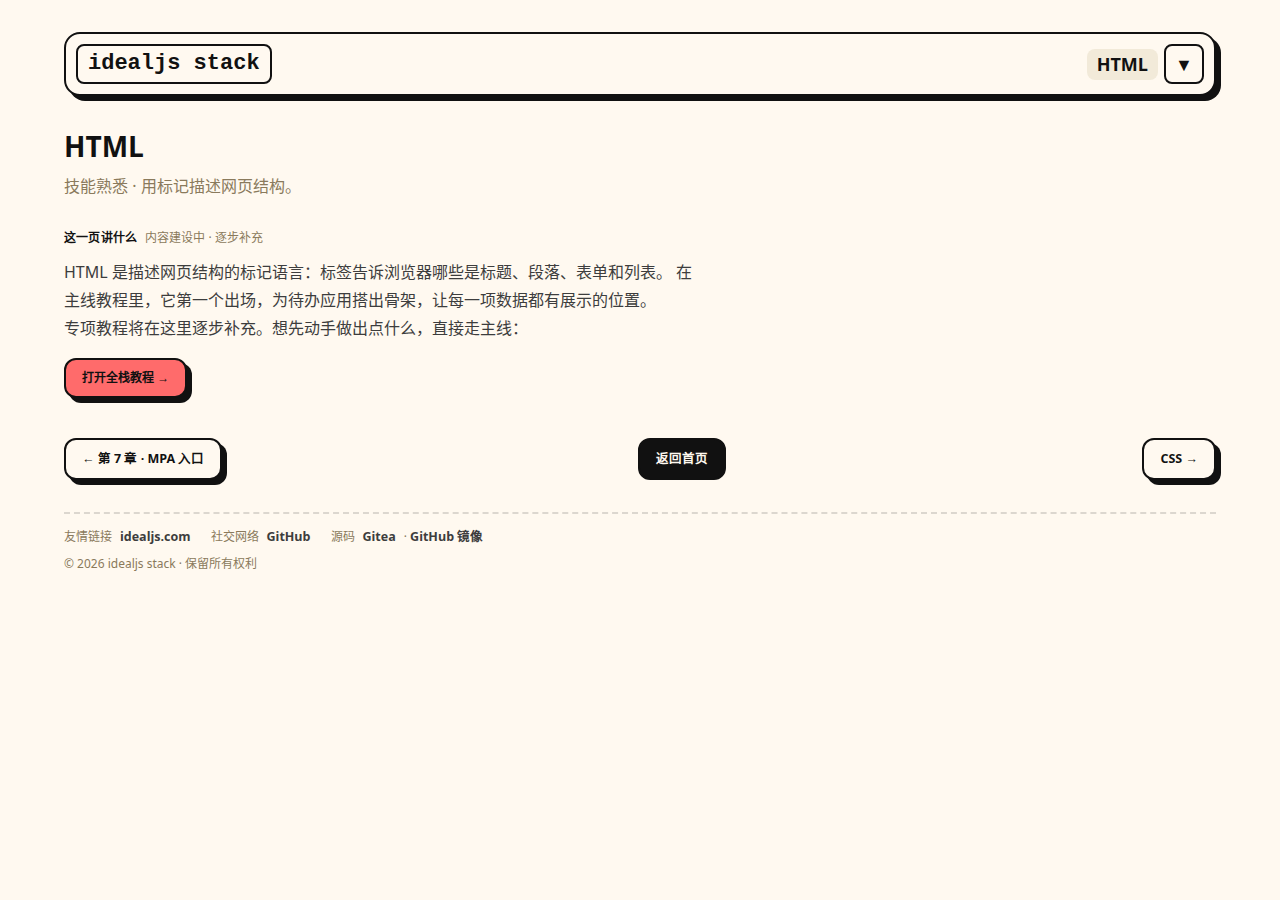 idealjs stack
HTML ▼
HTML
技能熟悉 · 用标记描述网页结构。
这一页讲什么 内容建设中 · 逐步补充
HTML 是描述网页结构的标记语言：标签告诉浏览器哪些是标题、段落、表单和列表。 在
主线教程里，它第一个出场，为待办应用搭出骨架，让每一项数据都有展示的位置。
专项教程将在这里逐步补充。想先动手做出点什么，直接走主线：
打开全栈教程 →
← 第 7 章 · MPA 入口
返回首页
CSS →
友情链接 idealjs.com 社交网络 GitHub 源码 Gitea · GitHub 镜像
© 2026 idealjs stack · 保留所有权利